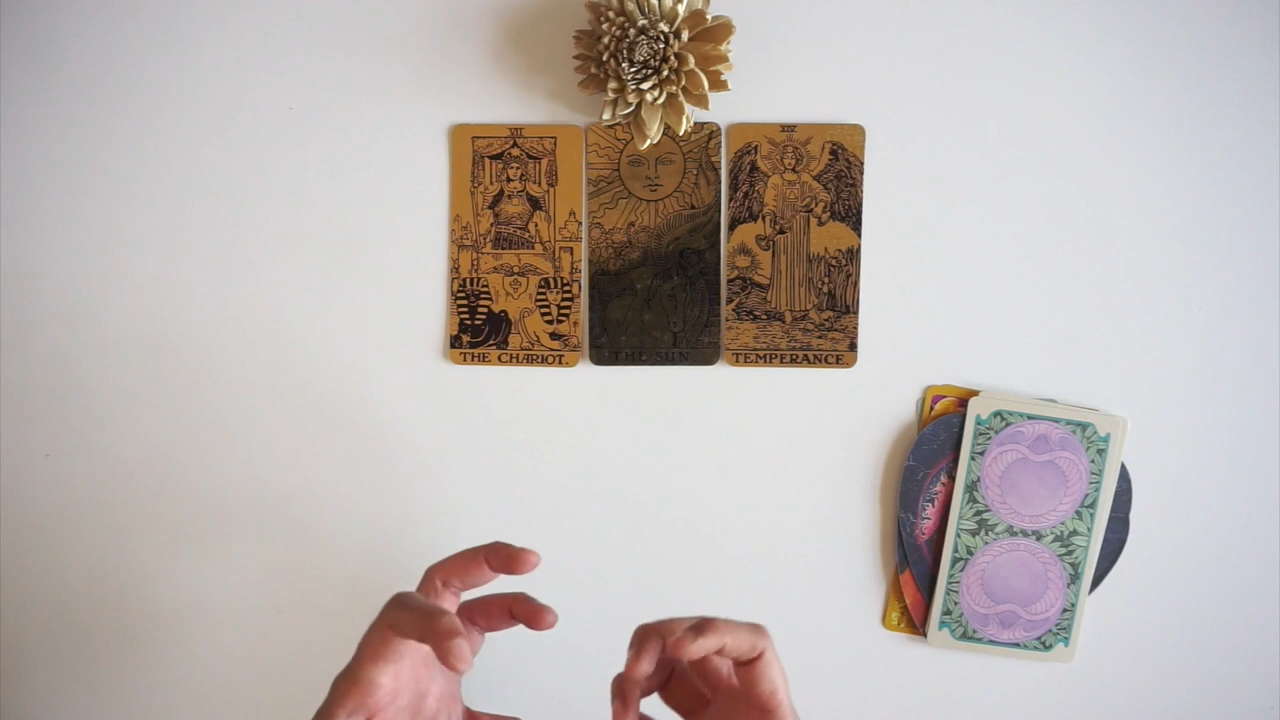 VII
THE CHARIOT.
THE SUN
XIV
TEMPERANCE.